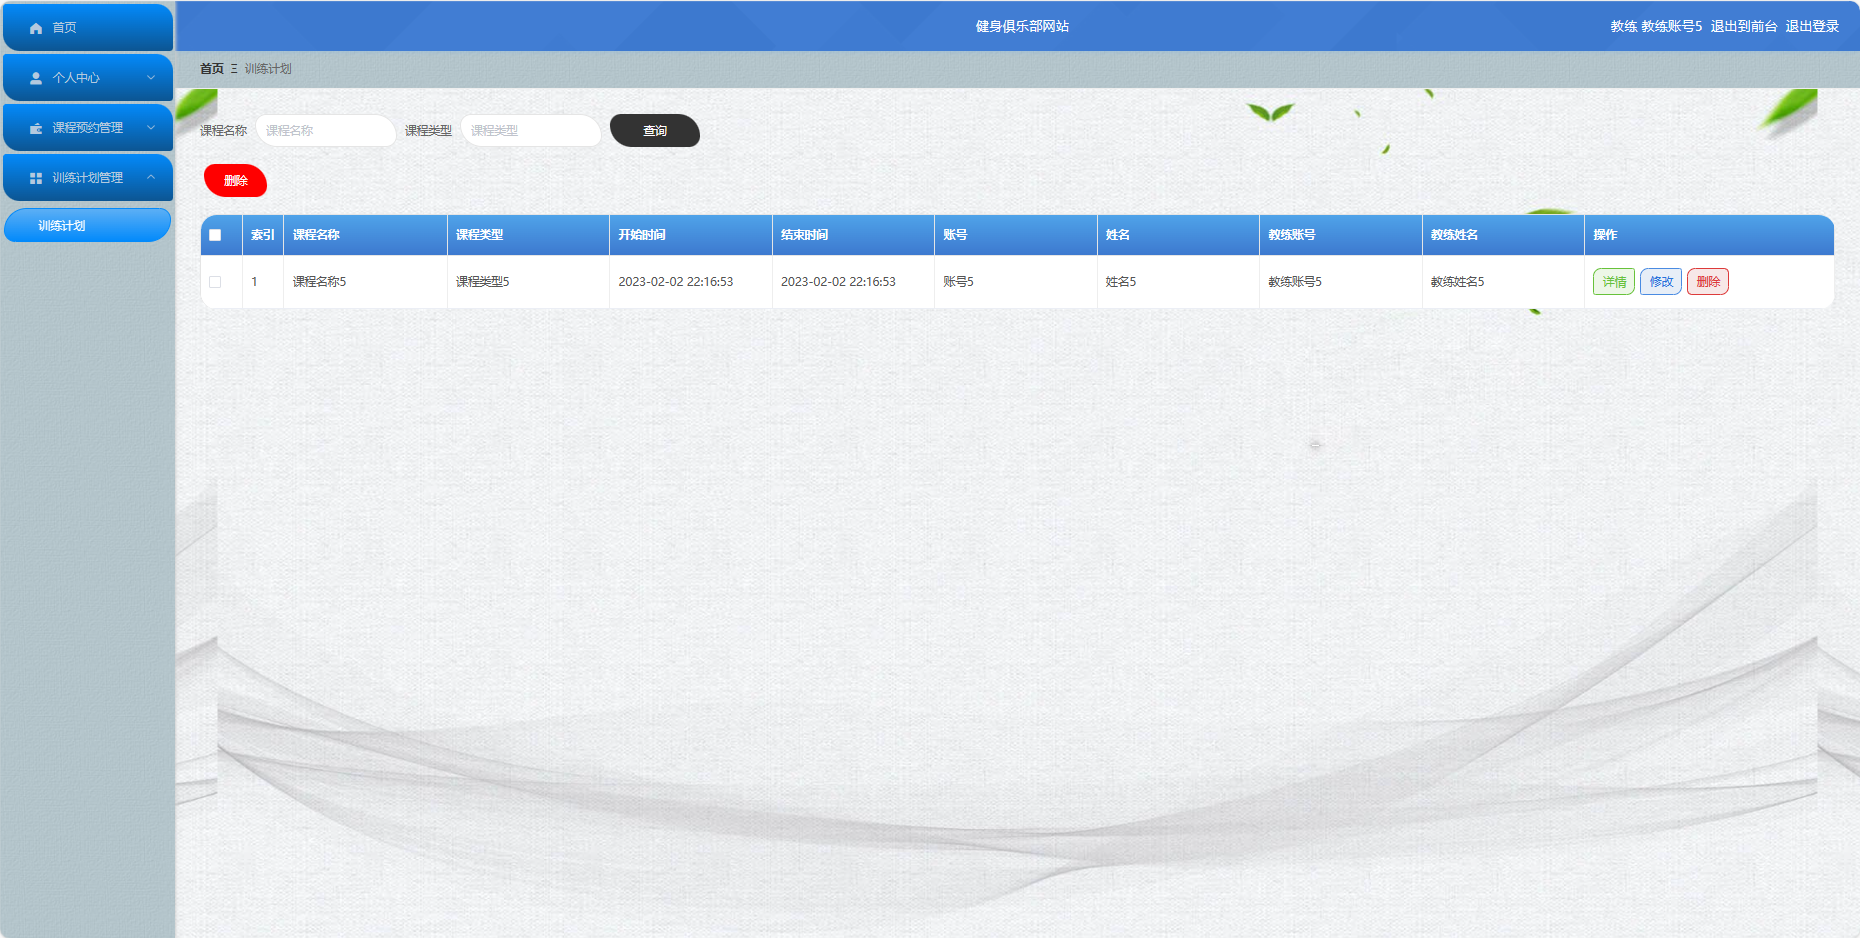 首页
个人中心
课程预约管理
训练计划管理
训练计划
健身俱乐部网站
教练 教练账号5 退出到前台 退出登录
首页 Ξ 训练计划
课程名称 课程名称 课程类型 课程类型 查询
删除
索引 课程名称 课程类型 开始时间 结束时间 账号 姓名 教练账号 教练姓名 操作
1 课程名称5 课程类型5 2023-02-02 22:16:53 2023-02-02 22:16:53 账号5 姓名5 教练账号5 教练姓名5 详情 修改 删除